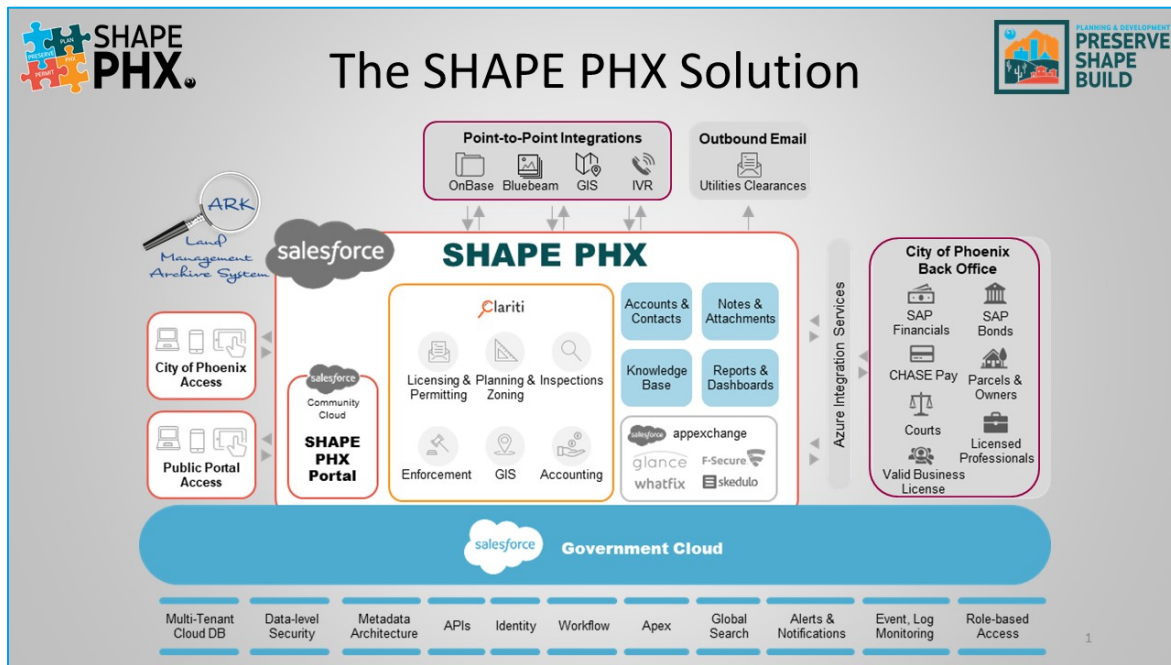 SHAPE
PHX
PRESERVE
PLAN
PERMIT
PHX
The SHAPE PHX Solution
PLANNING & DEVELOPMENT
PRESERVE
SHAPE
BUILD
Point-to-Point Integrations
OnBase Bluebeam GIS IVR
Outbound Email
Utilities Clearances
ARK
Land
Management
Archive System
salesforce
SHAPE PHX
City of Phoenix
Access
Public Portal
Access
salesforce
Community
Cloud
SHAPE
PHX
Portal
Clariti
Licensing &
Permitting
Planning &
Zoning
Inspections
Enforcement GIS Accounting
Accounts &
Contacts
Notes &
Attachments
Knowledge
Base
Reports &
Dashboards
salesforce appexchange
glance F-Secure
whatfix skedulo
Azure Integration Services
City of Phoenix
Back Office
SAP
Financials
SAP
Bonds
CHASE Pay
Parcels &
Owners
Courts
Licensed
Professionals
Valid Business
License
salesforce Government Cloud
Multi-Tenant
Cloud DB
Data-level
Security
Metadata
Architecture
APIs
Identity
Workflow
Apex
Global
Search
Alerts &
Notifications
Event, Log
Monitoring
Role-based
Access
1